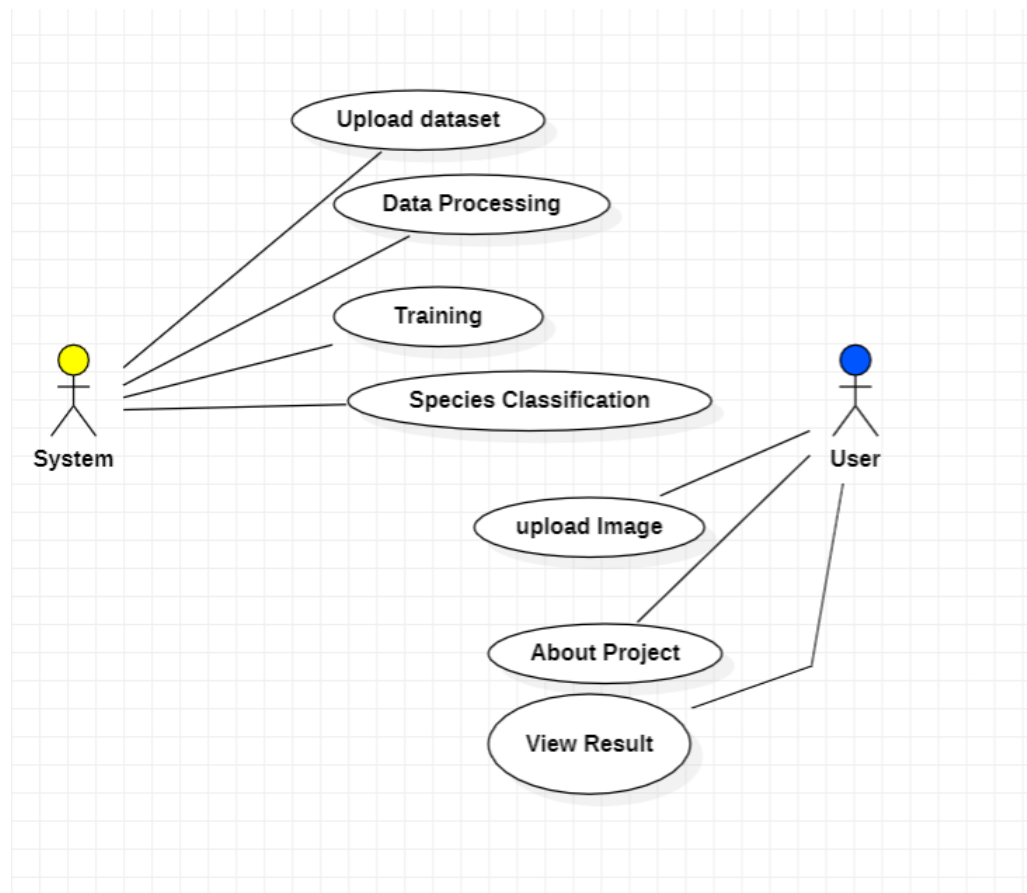 Upload dataset
Data Processing
Training
Species Classification
System
User
upload Image
About Project
View Result